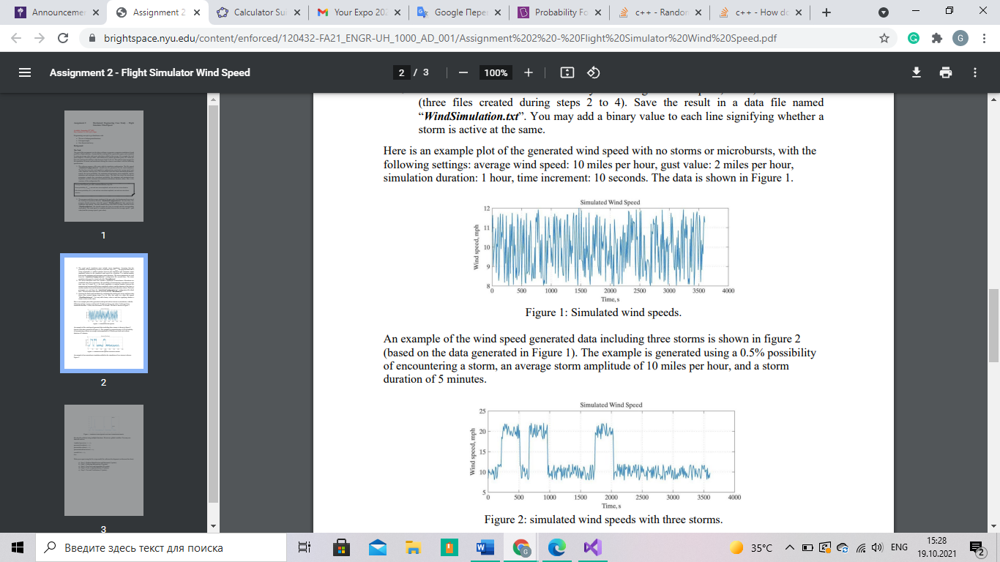 Announcemen
Assignment 2
Calculator Sui
Your Expo 202
Google Пере
Probability Fo
c++ - Randon
c++ - How do
brightspace.nyu.edu/content/enforced/120432-FA21_ENGR-UH_1000_AD_001/Assignment%202%20-%20Flight%20Simulator%20Wind%20Speed.pdf
G
Assignment 2 - Flight Simulator Wind Speed
2 / 3
100%
1
2
3
(three files created during steps 2 to 4). Save the result in a data file named
“WindSimulation.txt”. You may add a binary value to each line signifying whether a
storm is active at the same.
Here is an example plot of the generated wind speed with no storms or microbursts, with the
following settings: average wind speed: 10 miles per hour, gust value: 2 miles per hour,
simulation duration: 1 hour, time increment: 10 seconds. The data is shown in Figure 1.
Simulated Wind Speed
Wind speed, mph
12
11
10
9
8
0 500 1000 1500 2000 2500 3000 3500 4000
Time, s
Figure 1: Simulated wind speeds.
An example of the wind speed generated data including three storms is shown in figure 2
(based on the data generated in Figure 1). The example is generated using a 0.5% possibility
of encountering a storm, an average storm amplitude of 10 miles per hour, and a storm
duration of 5 minutes.
Simulated Wind Speed
Wind speed, mph
25
20
15
10
5
0 500 1000 1500 2000 2500 3000 3500 4000
Time, s
Figure 2: simulated wind speeds with three storms.
Введите здесь текст для поиска
35°C
ENG
15:28
19.10.2021
2